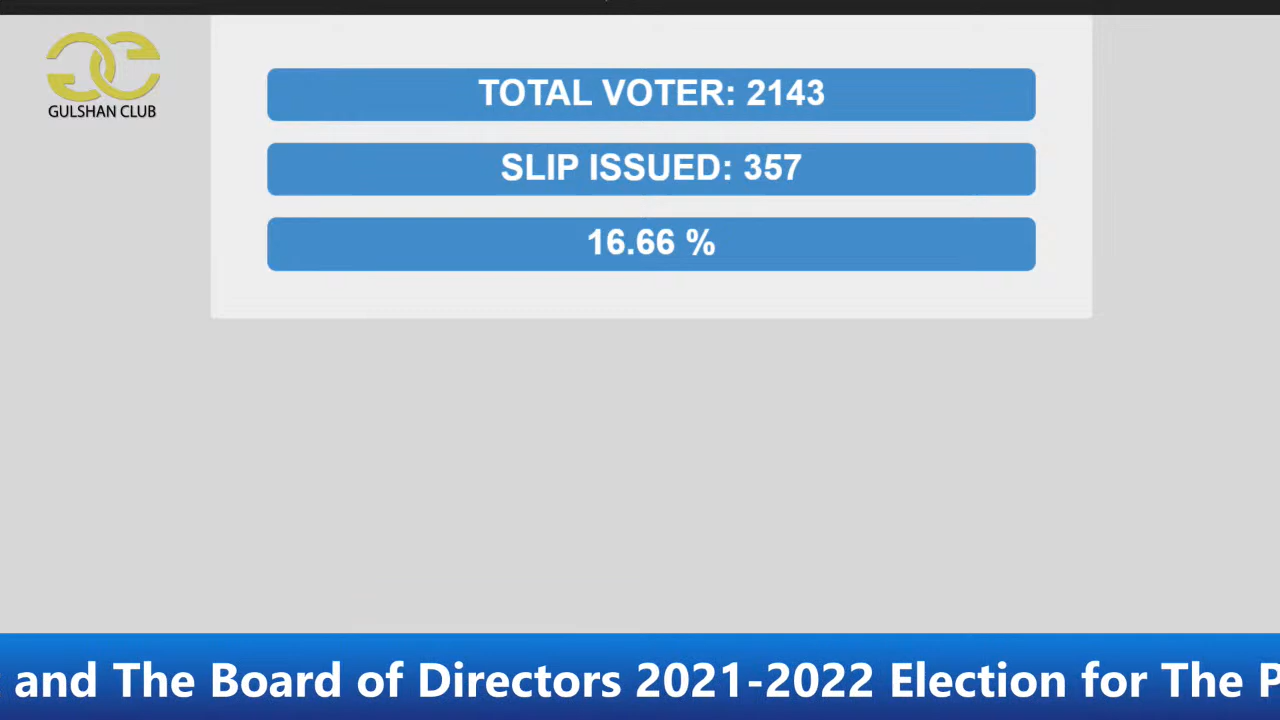 GULSHAN CLUB
TOTAL VOTER: 2143
SLIP ISSUED: 357
16.66 %
and The Board of Directors 2021-2022 Election for The